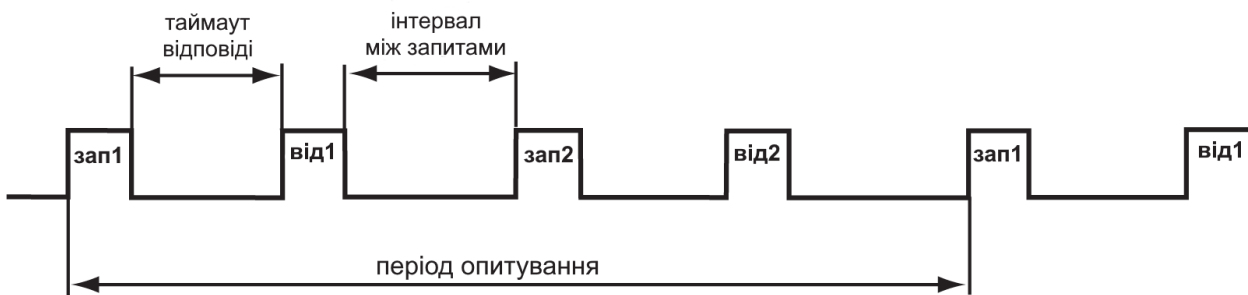 таймаут
відповіді
інтервал
між запитами
зап1
від1
зап2
від2
зап1
від1
період опитування